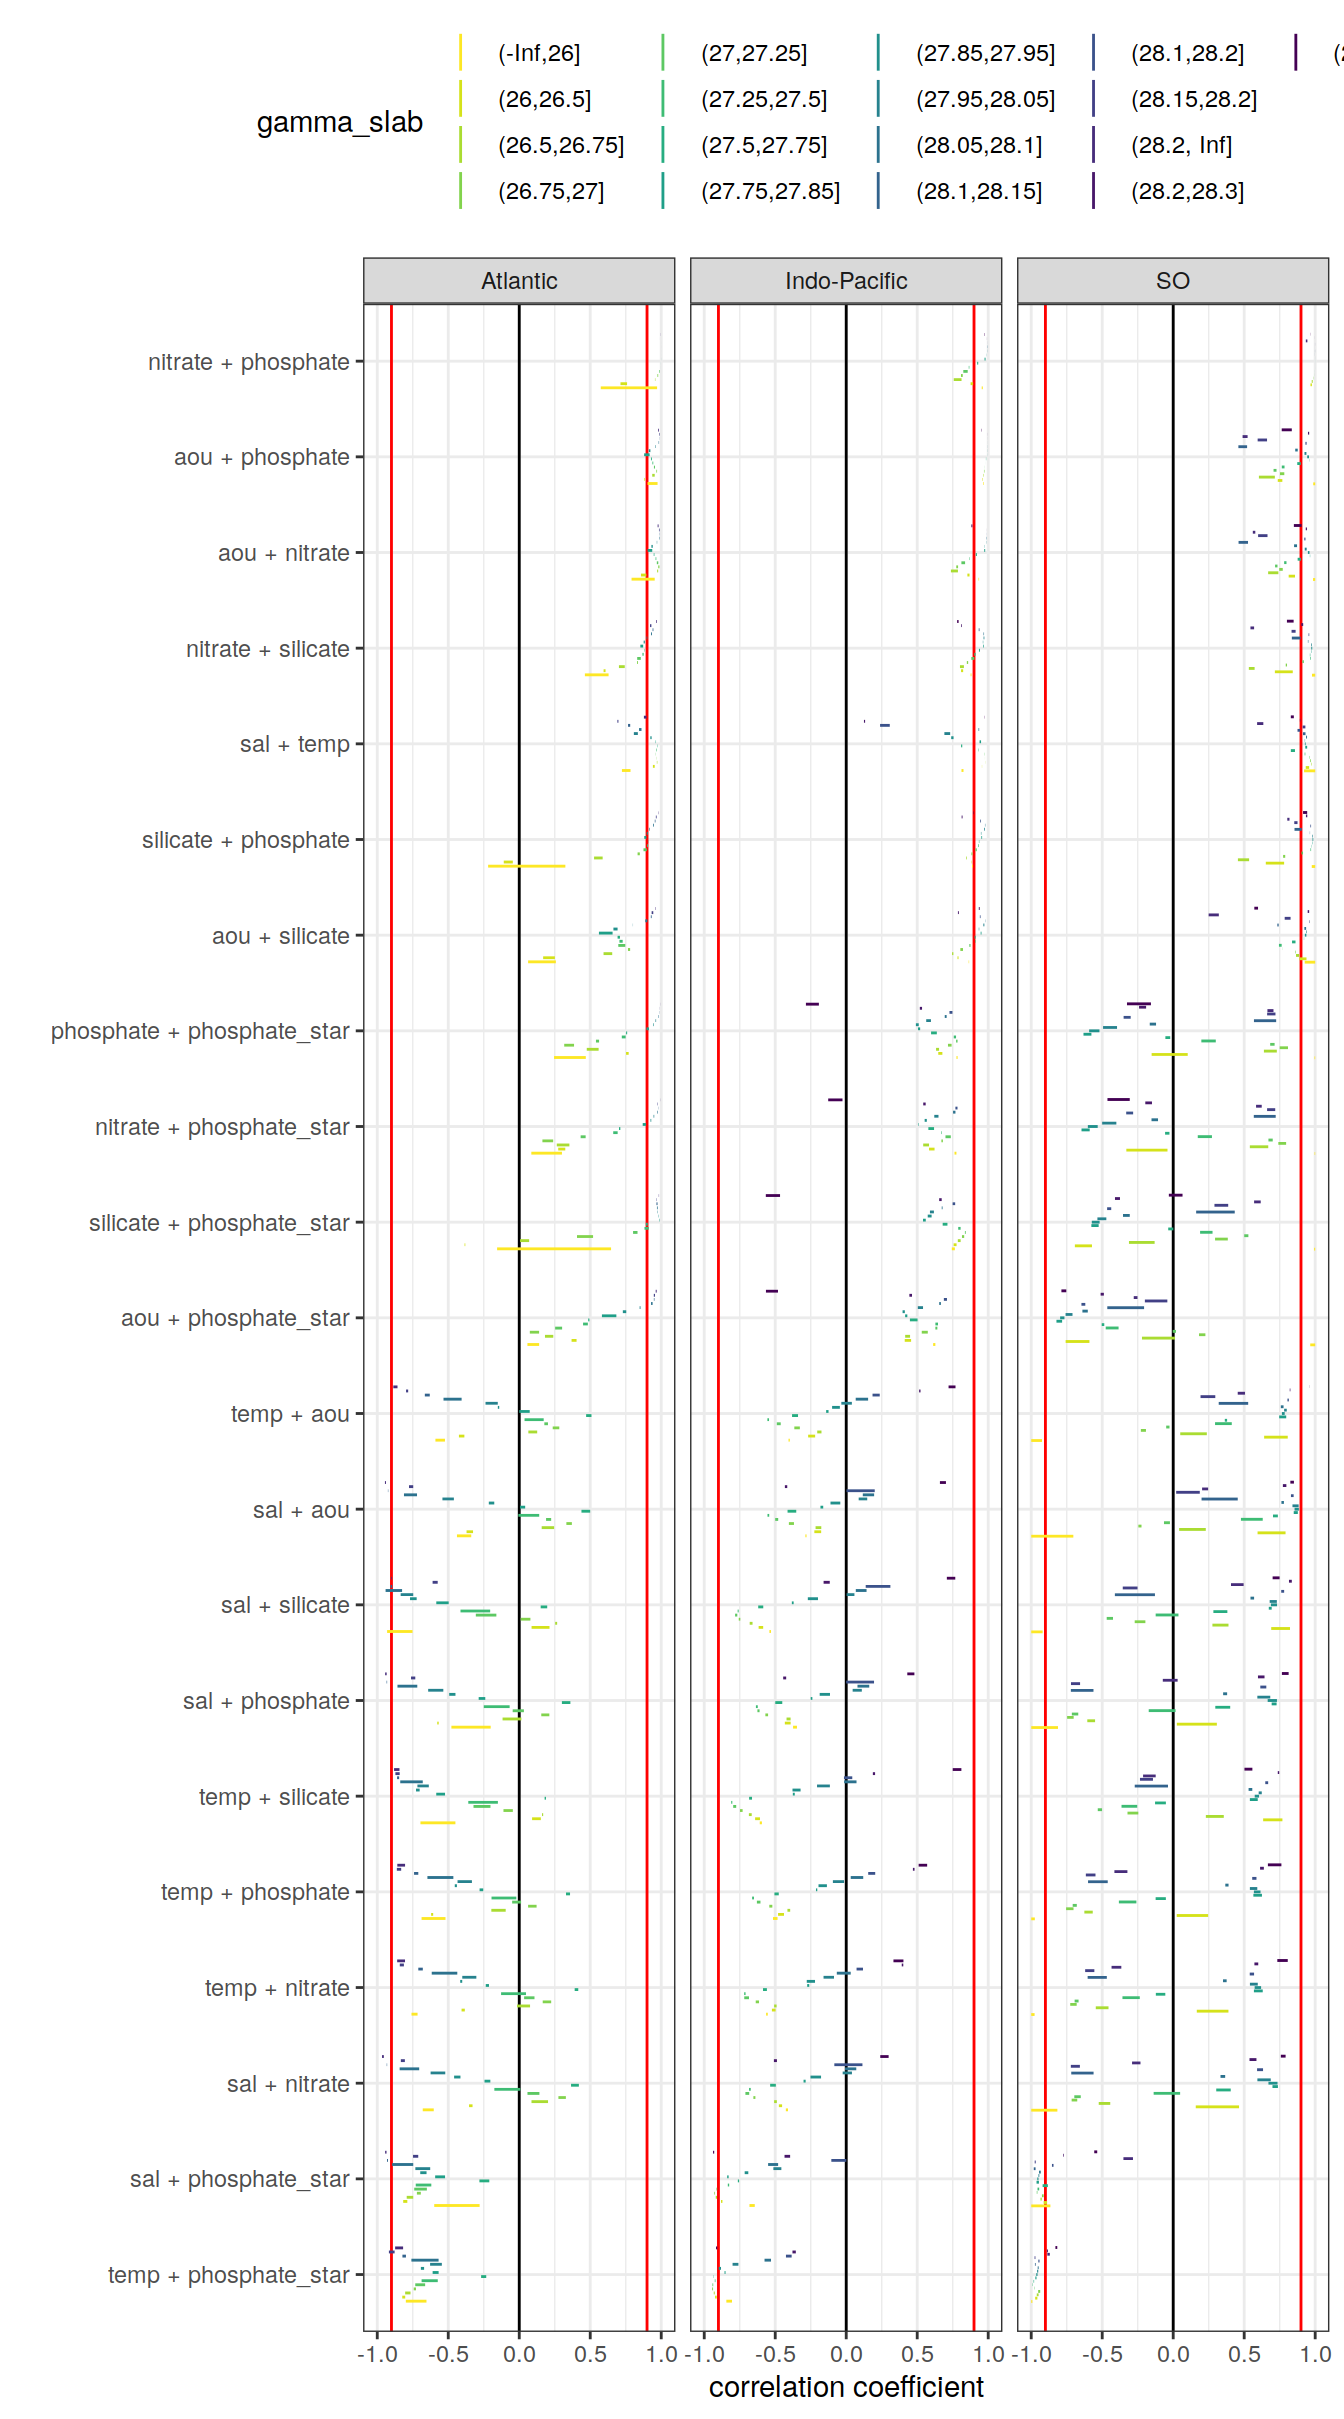 gamma_slab
(-Inf,26]
(26,26.5]
(26.5,26.75]
(26.75,27]
(27,27.25]
(27.25,27.5]
(27.5,27.75]
(27.75,27.85]
(27.85,27.95]
(27.95,28.05]
(28.05,28.1]
(28.1,28.15]
(28.1,28.2]
(28.15,28.2]
(28.2, Inf]
(28.2,28.3]
Atlantic
Indo-Pacific
SO
nitrate + phosphate
aou + phosphate
aou + nitrate
nitrate + silicate
sal + temp
silicate + phosphate
aou + silicate
phosphate + phosphate_star
nitrate + phosphate_star
silicate + phosphate_star
aou + phosphate_star
temp + aou
sal + aou
sal + silicate
sal + phosphate
temp + silicate
temp + phosphate
temp + nitrate
sal + nitrate
sal + phosphate_star
temp + phosphate_star
-1.0 -0.5 0.0 0.5 1.0 -1.0 -0.5 0.0 0.5 1.0 -1.0 -0.5 0.0 0.5 1.0
correlation coefficient